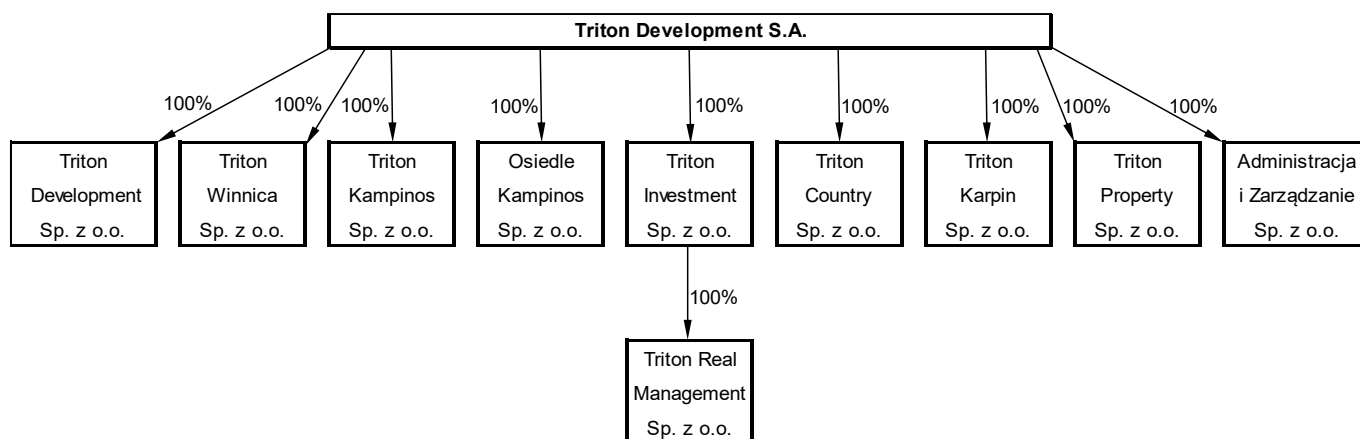 Triton Development S.A.
100%
100%
100%
100%
100%
100%
100%
100%
100%
Triton
Development
Sp. z o.o.
Triton
Winnica
Sp. z o.o.
Triton
Kampinos
Sp. z o.o.
Osiedle
Kampinos
Sp. z o.o.
Triton
Investment
Sp. z o.o.
Triton
Country
Sp. z o.o.
Triton
Karpin
Sp. z o.o.
Triton
Property
Sp. z o.o.
Administracja
i Zarządzanie
Sp. z o.o.
100%
Triton Real
Management
Sp. z o.o.